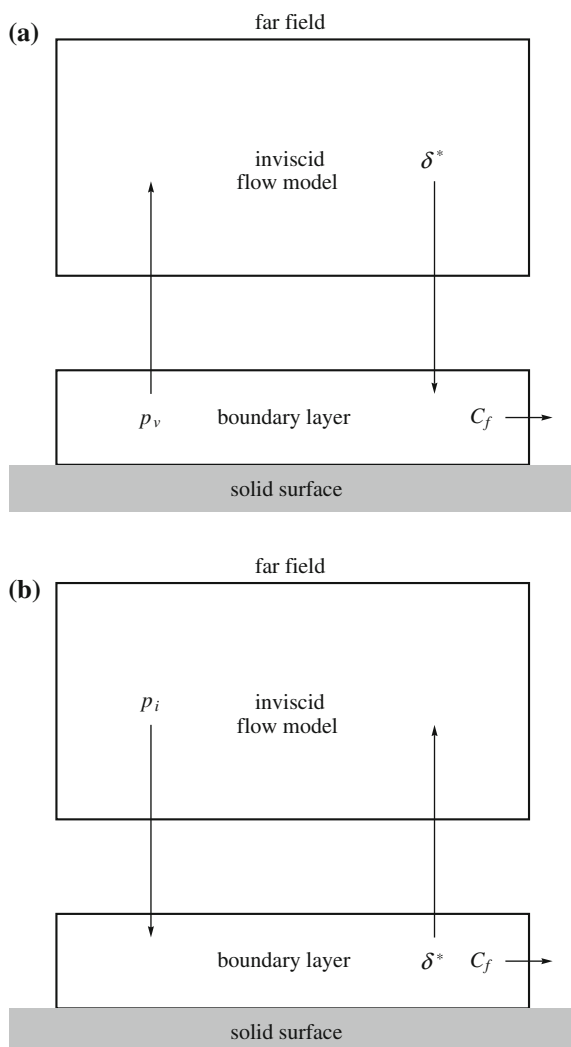 (a)
far field
inviscid
flow model
δ*
p_v
boundary layer
C_f
solid surface
(b)
far field
p_i
inviscid
flow model
boundary layer
δ*
C_f
solid surface